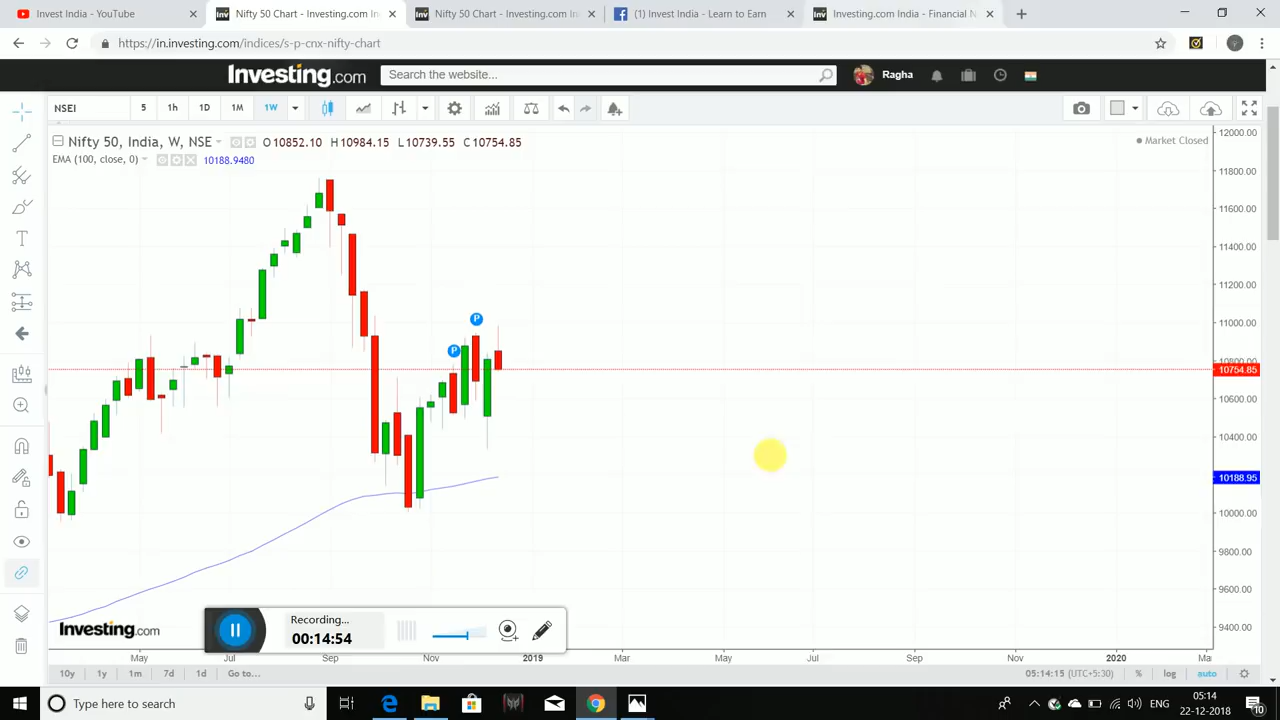 Invest India - YouTube
Nifty 50 Chart - Investing.com In
Nifty 50 Chart - Investing.com Ind
(1) Invest India - Learn to Earn
Investing.com India - Financial N
https://in.investing.com/indices/s-p-cnx-nifty-chart
Investing.com Search the website... Ragha
NSEI 5 1h 1D 1M 1W
Nifty 50, India, W, NSE O10852.10 H10984.15 L10739.55 C10754.85
Market Closed
EMA (100, close, 0) 10188.9480
12000.00
11800.00
11600.00
11400.00
11200.00
11000.00
10800.00
10754.85
10600.00
10400.00
10188.95
10000.00
9800.00
9600.00
9400.00
P
P
Recording...
00:14:54
Investing.com
May Jul Sep Nov 2019 Mar May Jul Sep Nov 2020 Ma
10y 1y 1m 7d 1d Go to... 05:14:15 (UTC+5:30) % log auto
Type here to search
ENG
05:14
22-12-2018